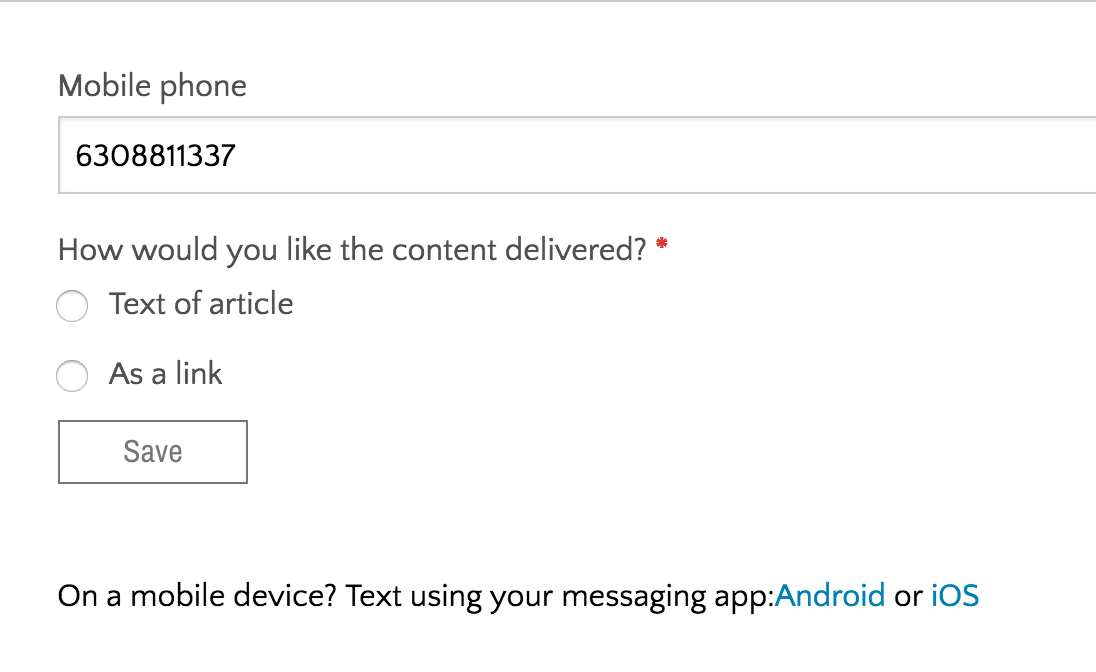 Mobile phone
6308811337
How would you like the content delivered? *
Text of article
As a link
Save
On a mobile device? Text using your messaging app:Android or iOS